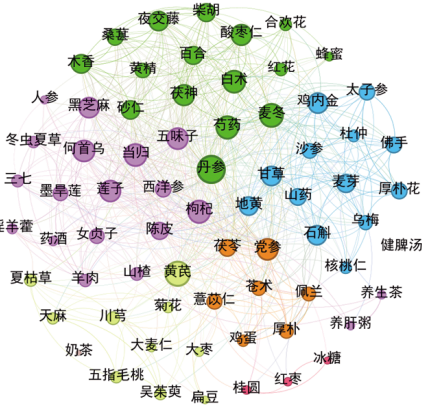 柴胡
夜交藤
合欢花
桑葚
酸枣仁
蜂蜜
百合
木香
黄精
红花
白术
茯神
太子参
人参
黑芝麻
砂仁
鸡内金
麦冬
芍药
杜仲
冬虫夏草
五味子
佛手
何首乌
当归
沙参
丹参
三七
甘草
麦芽
墨旱莲
莲子
西洋参
山药
厚朴花
枸杞
地黄
乌梅
淫羊藿
药酒
女贞子
陈皮
石斛
茯苓
党参
健脾汤
核桃仁
夏枯草
羊肉
山楂
黄芪
苍术
佩兰
养生茶
菊花
薏苡仁
天麻
川芎
养肝粥
厚朴
鸡蛋
奶茶
大麦仁
大枣
冰糖
五指毛桃
红枣
吴茱萸
扁豆
桂圆